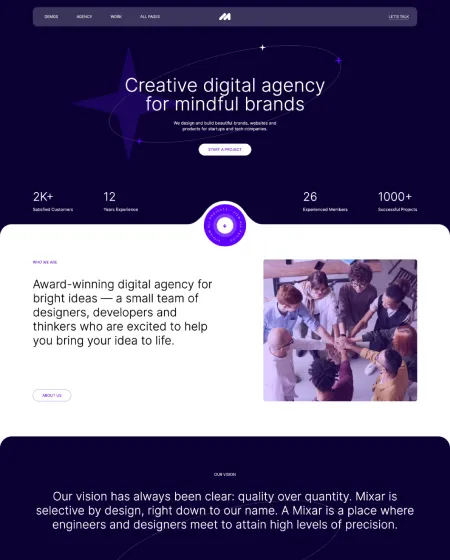 DEMOS AGENCY WORK ALL PAGES LET'S TALK
Creative digital agency
for mindful brands
We design and build beautiful brands, websites and
products for startups and tech companies.
START A PROJECT
2K+ 12 26 1000+
Satisfied Customers Years Experience Experienced Members Successful Projects
WHO WE ARE
Award-winning digital agency for
bright ideas — a small team of
designers, developers and
thinkers who are excited to help
you bring your idea to life.
ABOUT US
OUR VISION
Our vision has always been clear: quality over quantity. Mixar is
selective by design, right down to our name. A Mixar is a place where
engineers and designers meet to attain high levels of precision.